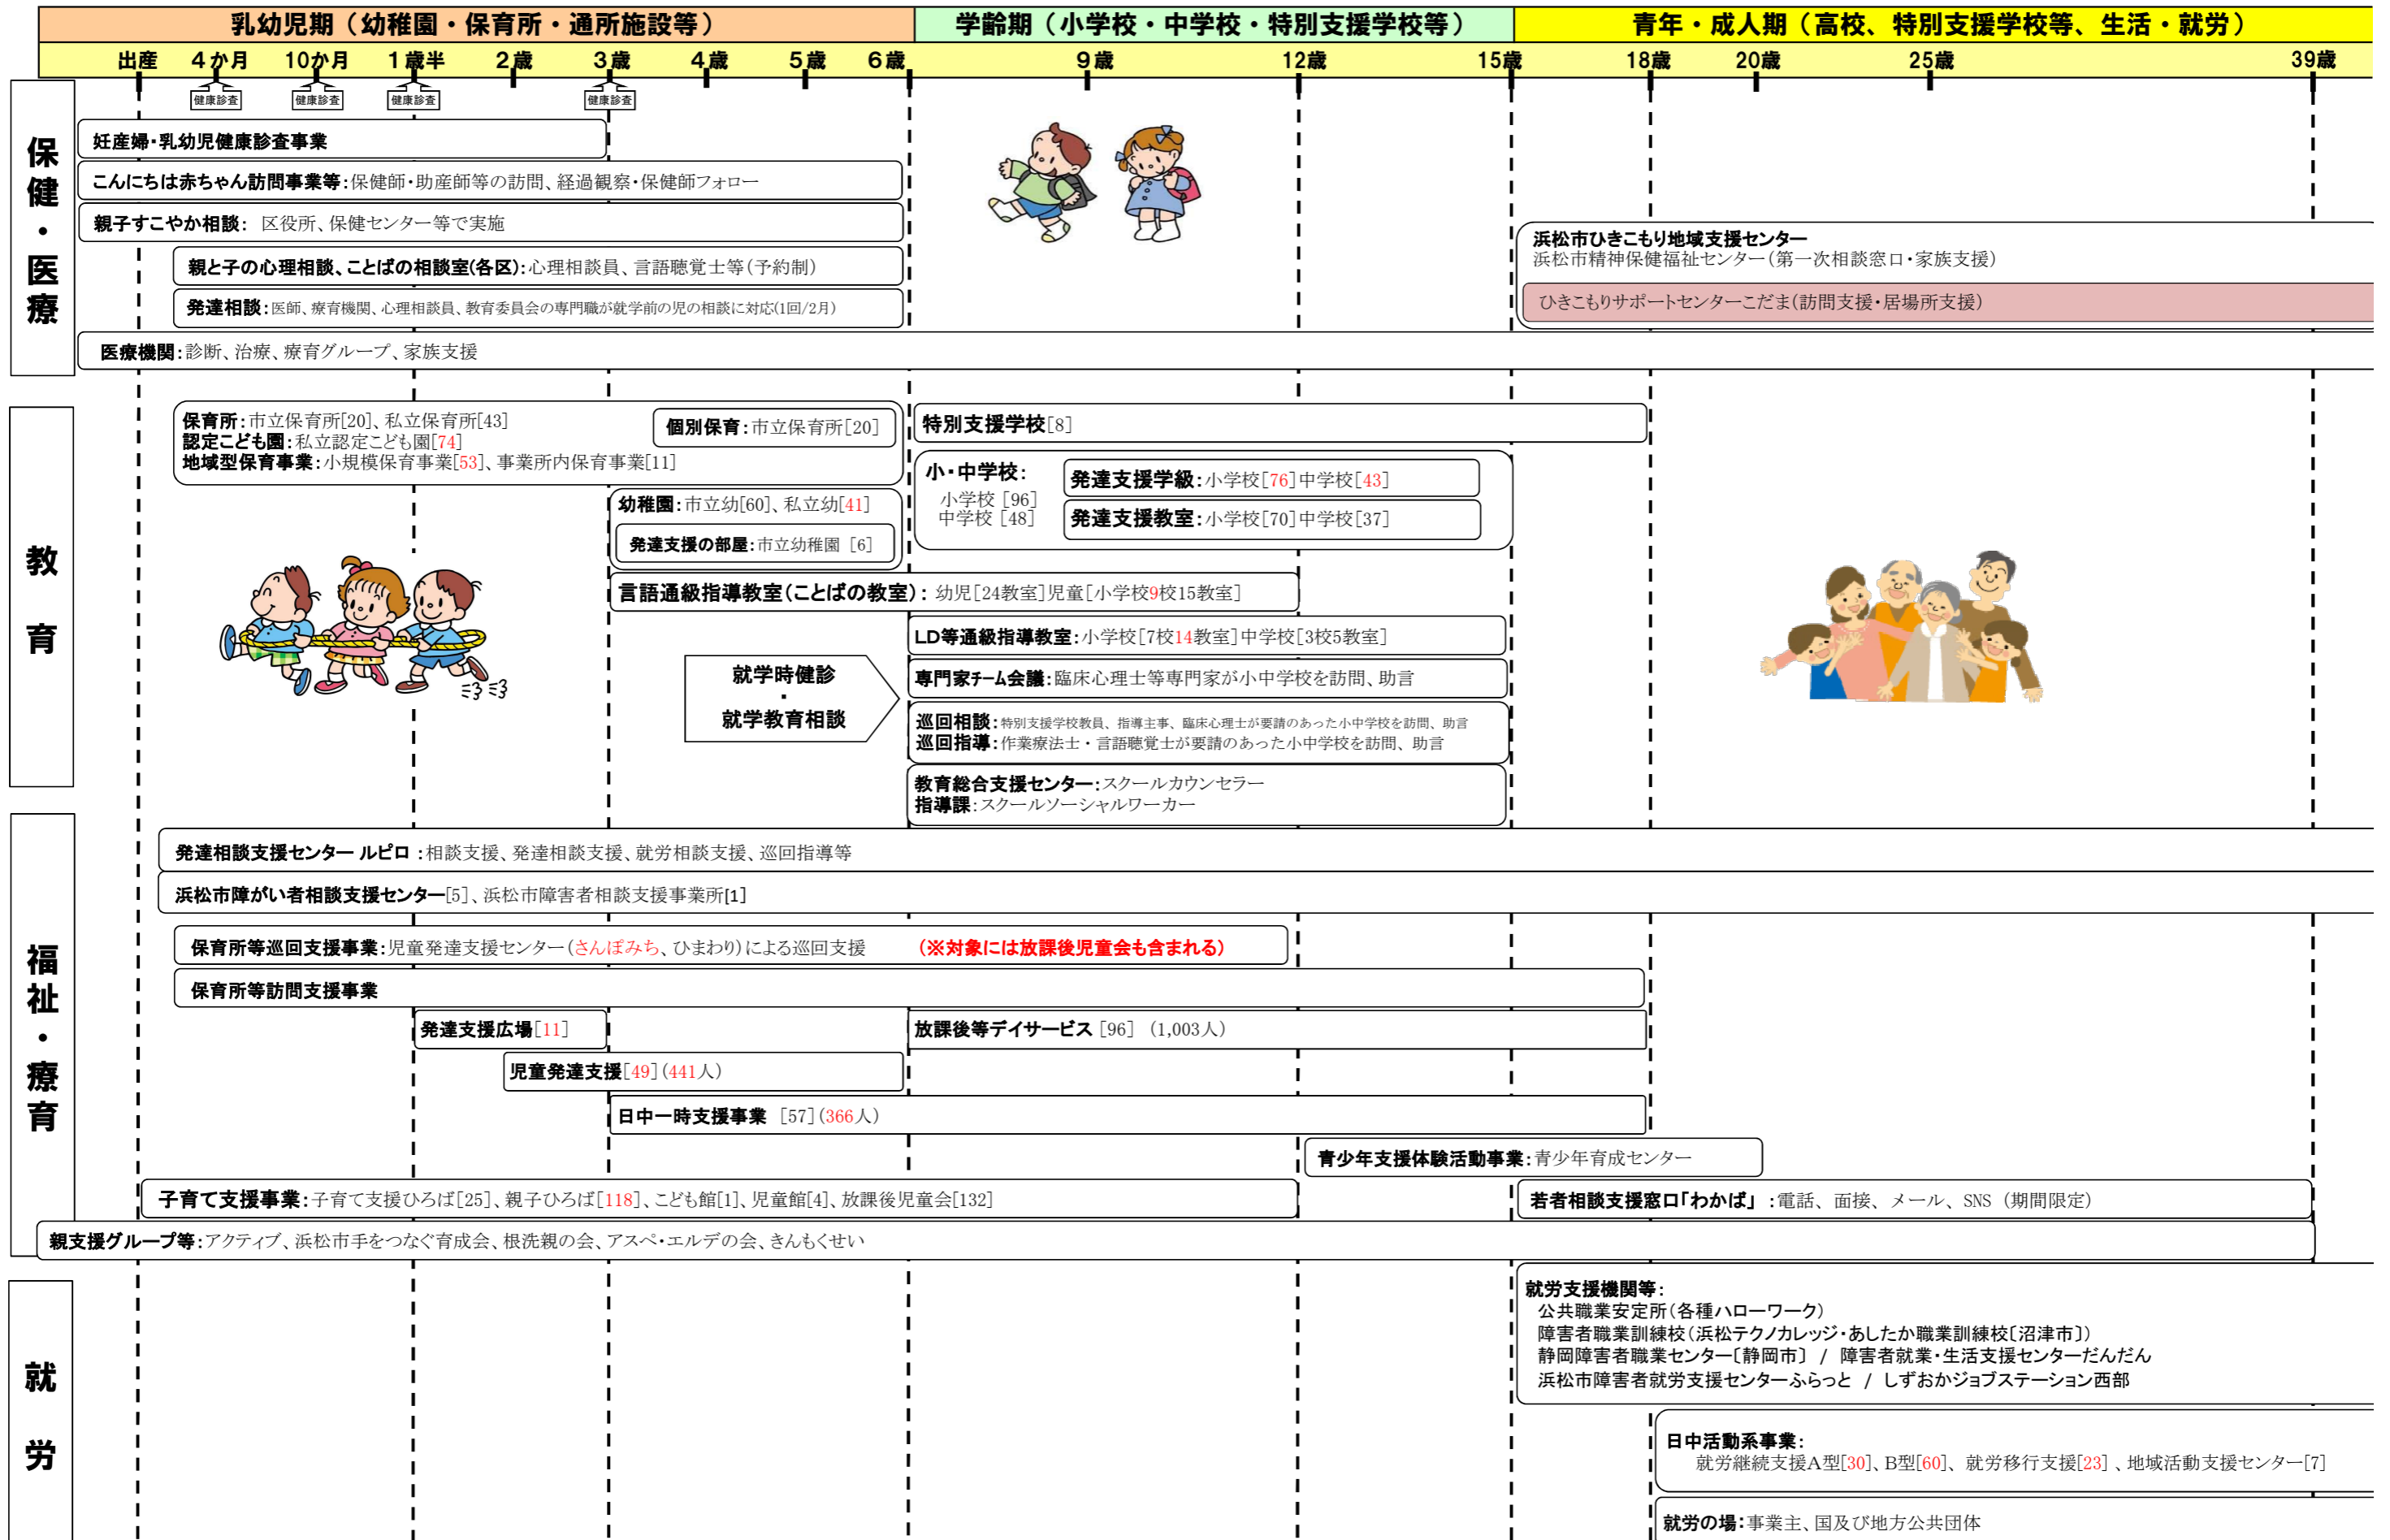 乳幼児期（幼稚園・保育所・通所施設等）
学齢期（小学校・中学校・特別支援学校等）
青年・成人期（高校、特別支援学校等、生活・就労）
出産 4か月 10か月 1歳半 2歳 3歳 4歳 5歳 6歳 9歳 12歳 15歳 18歳 20歳 25歳 39歳
健康診査 健康診査 健康診査 健康診査
保健・医療
妊産婦・乳幼児健康診査事業
こんにちは赤ちゃん訪問事業等：保健師・助産師等の訪問、経過観察・保健師フォロー
親子すこやか相談： 区役所、保健センター等で実施
親と子の心理相談、ことばの相談室(各区)：心理相談員、言語聴覚士等(予約制)
発達相談：医師、療育機関、心理相談員、教育委員会の専門職が就学前の児の相談に対応(1回/2月)
浜松市ひきこもり地域支援センター
浜松市精神保健福祉センター(第一次相談窓口・家族支援)
ひきこもりサポートセンターこだま(訪問支援・居場所支援)
医療機関：診断、治療、療育グループ、家族支援
教育
保育所：市立保育所[20]、私立保育所[43]
認定こども園：私立認定こども園[74]
地域型保育事業：小規模保育事業[53]、事業所内保育事業[11]
個別保育：市立保育所[20]
幼稚園：市立幼[60]、私立幼[41]
発達支援の部屋：市立幼稚園 [6]
特別支援学校[8]
小・中学校：
小学校 [96]
中学校 [48]
発達支援学級：小学校[76]中学校[43]
発達支援教室：小学校[70]中学校[37]
言語通級指導教室(ことばの教室)： 幼児[24教室]児童[小学校9校15教室]
LD等通級指導教室：小学校[7校14教室]中学校[3校5教室]
就学時健診
・
就学教育相談
専門家チーム会議：臨床心理士等専門家が小中学校を訪問、助言
巡回相談：特別支援学校教員、指導主事、臨床心理士が要請のあった小中学校を訪問、助言
巡回指導：作業療法士・言語聴覚士が要請のあった小中学校を訪問、助言
教育総合支援センター：スクールカウンセラー
指導課：スクールソーシャルワーカー
福祉・療育
発達相談支援センター ルピロ：相談支援、発達相談支援、就労相談支援、巡回指導等
浜松市障がい者相談支援センター[5]、浜松市障害者相談支援事業所[1]
保育所等巡回支援事業：児童発達支援センター(さんぽみち、ひまわり)による巡回支援 (※対象には放課後児童会も含まれる)
保育所等訪問支援事業
発達支援広場[11]
放課後等デイサービス [96] (1,003人)
児童発達支援[49](441人)
日中一時支援事業 [57](366人)
青少年支援体験活動事業：青少年育成センター
子育て支援事業：子育て支援ひろば[25]、親子ひろば[118]、こども館[1]、児童館[4]、放課後児童会[132]
若者相談支援窓口「わかば」：電話、面接、メール、SNS (期間限定)
親支援グループ等：アクティブ、浜松市手をつなぐ育成会、根洗親の会、アスペ・エルデの会、きんもくせい
就労
就労支援機関等：
公共職業安定所(各種ハローワーク)
障害者職業訓練校(浜松テクノカレッジ・あしたか職業訓練校〔沼津市〕)
静岡障害者職業センター〔静岡市〕 / 障害者就業・生活支援センターだんだん
浜松市障害者就労支援センターふらっと / しずおかジョブステーション西部
日中活動系事業：
就労継続支援A型[30]、B型[60]、就労移行支援[23]、地域活動支援センター[7]
就労の場：事業主、国及び地方公共団体